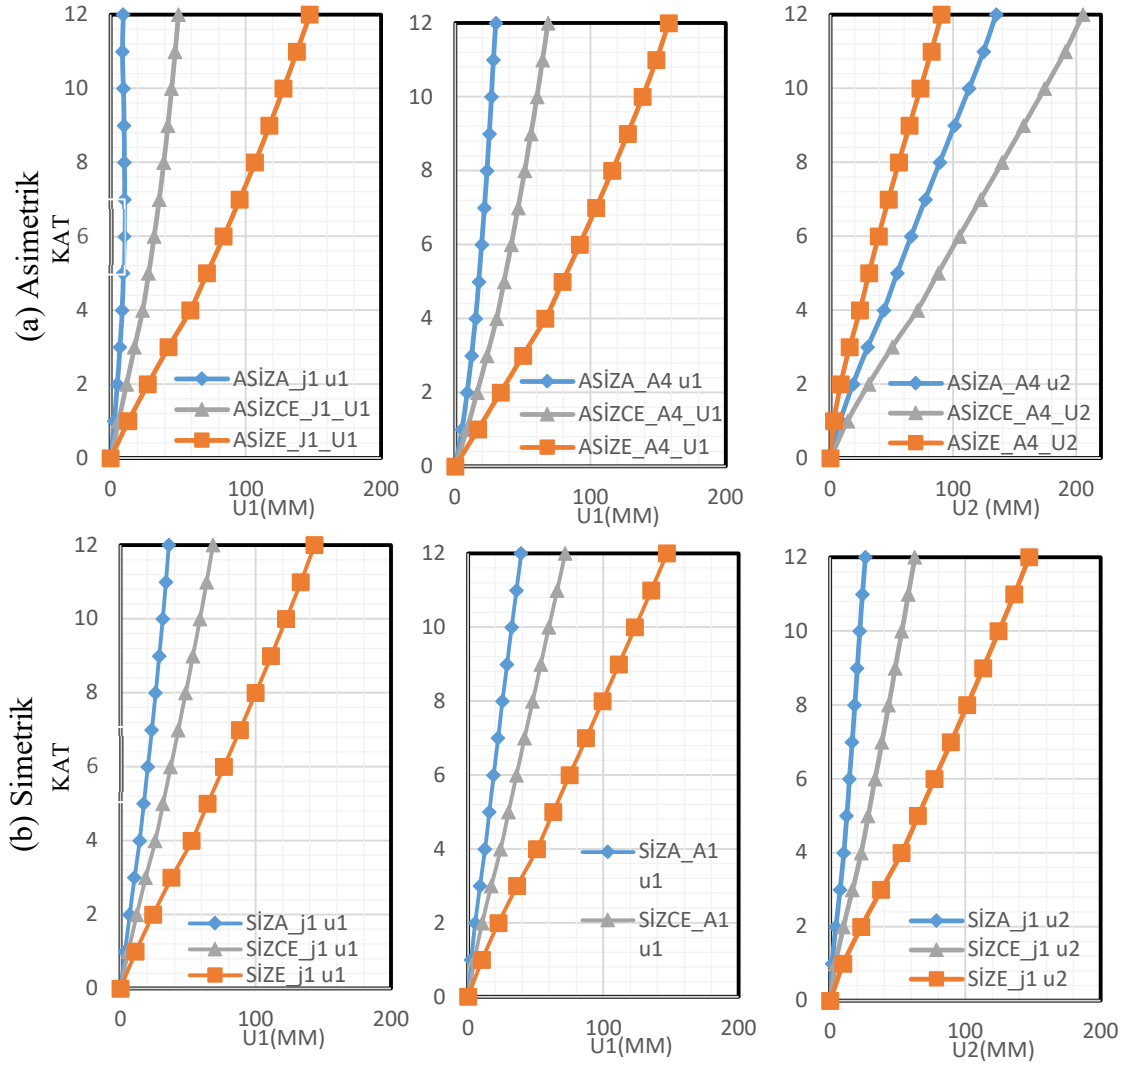 (a) Asimetrik
KAT
12
10
8
6
4
2
0
0 100 200
U1(MM)
ASİZA_j1 u1
ASİZCE_J1_U1
ASİZE_J1_U1
12
10
8
6
4
2
0
0 100 200
U1(MM)
ASİZA_A4 u1
ASİZCE_A4_U1
ASİZE_A4_U1
12
10
8
6
4
2
0
0 100 200
U2 (MM)
ASİZA_A4 u2
ASİZCE_A4_U2
ASİZE_A4_U2
(b) Simetrik
KAT
12
10
8
6
4
2
0
0 100 200
U1(MM)
SİZA_j1 u1
SİZCE_j1 u1
SİZE_j1 u1
12
10
8
6
4
2
0
0 100 200
U1(MM)
SİZA_A1
u1
SİZCE_A1
u1
12
10
8
6
4
2
0
0 100 200
U2(MM)
SİZA_j1 u2
SİZCE_j1 u2
SİZE_j1 u2